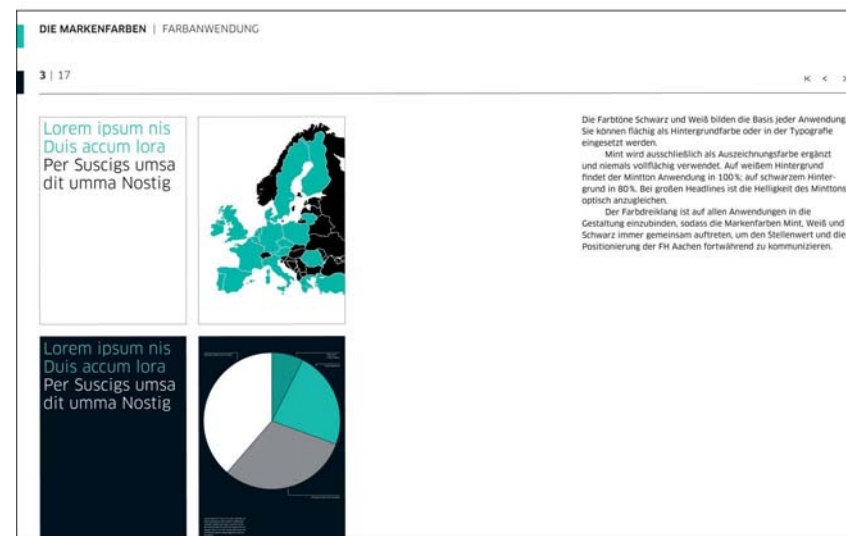 DIE MARKENFARBEN | FARBANWENDUNG
3 | 17
Lorem ipsum nis
Duis accum lora
Per Suscigs umsa
dit umma Nostig
Die Farbtöne Schwarz und Weiß bilden die Basis jeder Anwendung.
Sie können flächig als Hintergrundfarbe oder in der Typografie
eingesetzt werden.
Mint wird ausschließlich als Auszeichnungsfarbe ergänzt
und niemals vollflächig verwendet. Auf weißem Hintergrund
findet der Mintton Anwendung in 100 %; auf schwarzem Hinter-
grund in 80 %. Bei großen Headlines ist die Helligkeit des Minttons
optisch anzugleichen.
Der Farbdreiklang ist auf allen Anwendungen in die
Gestaltung einzubinden, sodass die Markenfarben Mint, Weiß und
Schwarz immer gemeinsam auftreten, um den Stellenwert und die
Positionierung der FH Aachen fortwährend zu kommunizieren.
Lorem ipsum nis
Duis accum lora
Per Suscigs umsa
dit umma Nostig